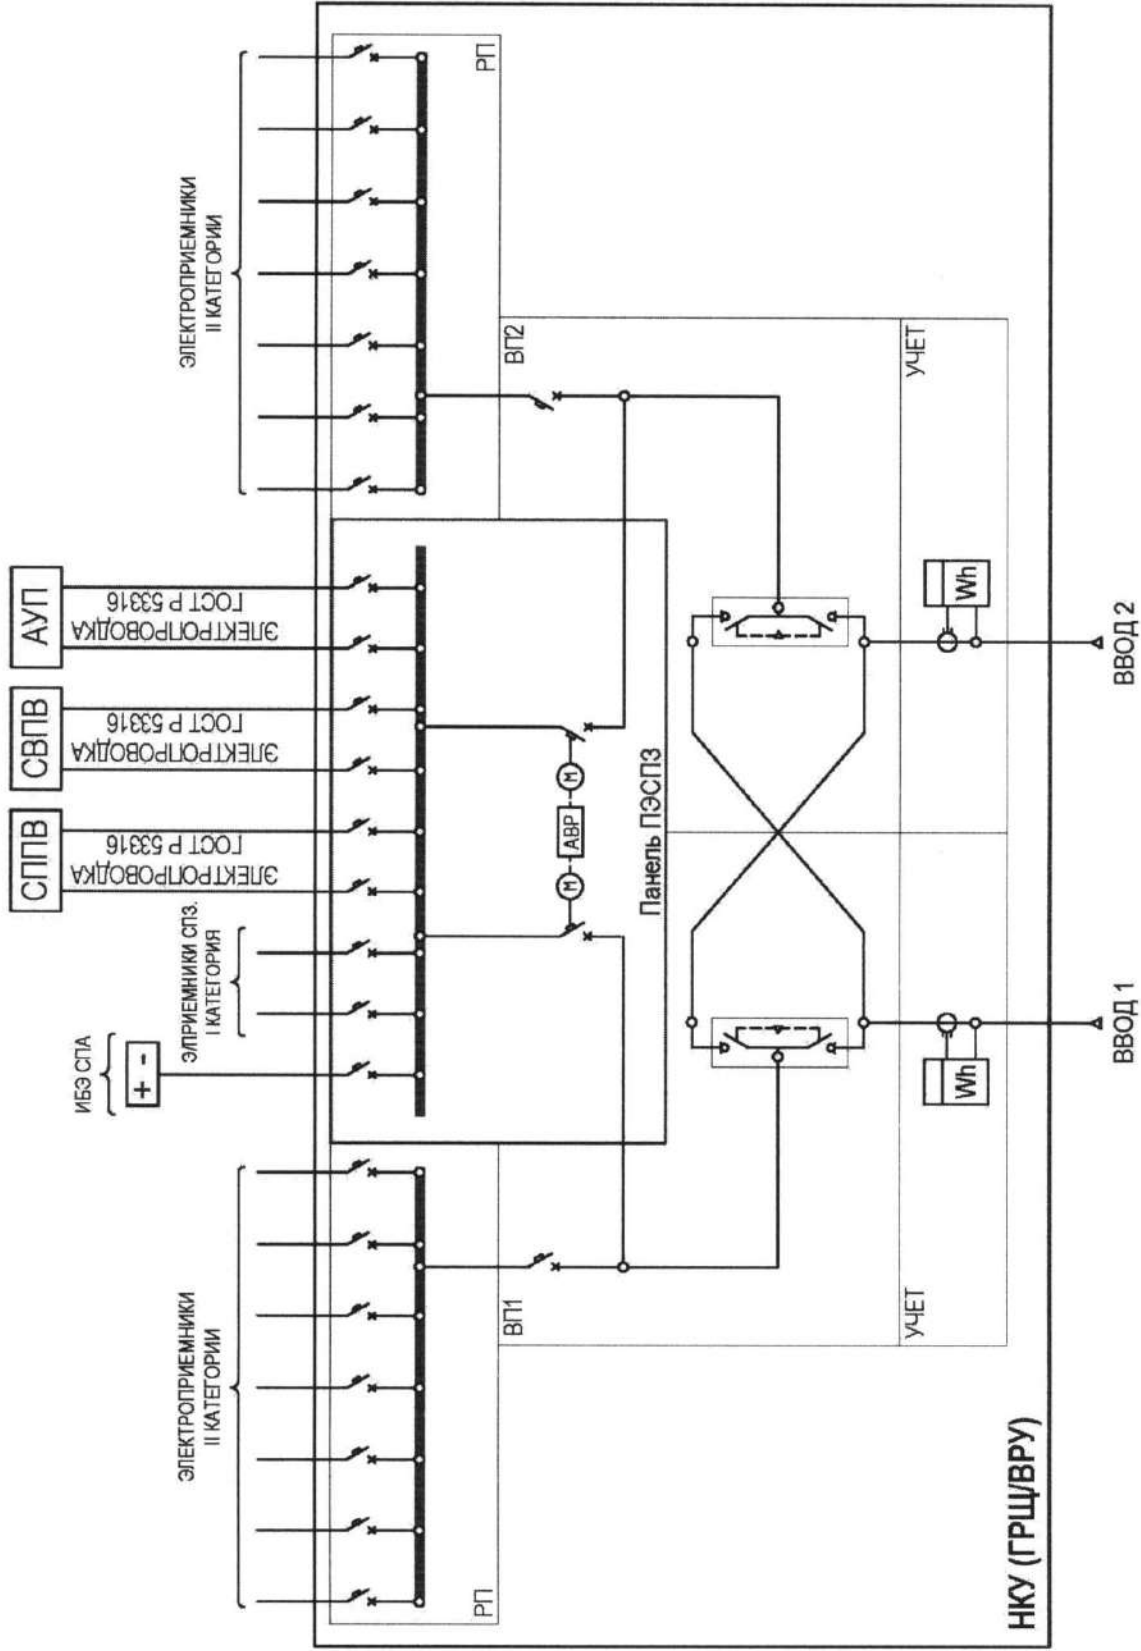 ЭЛЕКТРОПРИЕМНИКИ
II КАТЕГОРИИ
ИБЭ СПА
+ -
ЭЛПРИЕМНИКИ СПЗ.
I КАТЕГОРИЯ
СППВ
ЭЛЕКТРОПРОВОДКА
ГОСТ Р 53316
СВПВ
ЭЛЕКТРОПРОВОДКА
ГОСТ Р 53316
АУП
ЭЛЕКТРОПРОВОДКА
ГОСТ Р 53316
ЭЛЕКТРОПРИЕМНИКИ
II КАТЕГОРИИ
РП
РП
ВП1
М
АВР
М
Панель ПЭСПЗ
ВП2
УЧЕТ
УЧЕТ
Wh
Wh
НКУ (ГРЩ/ВРУ)
ВВОД 1
ВВОД 2